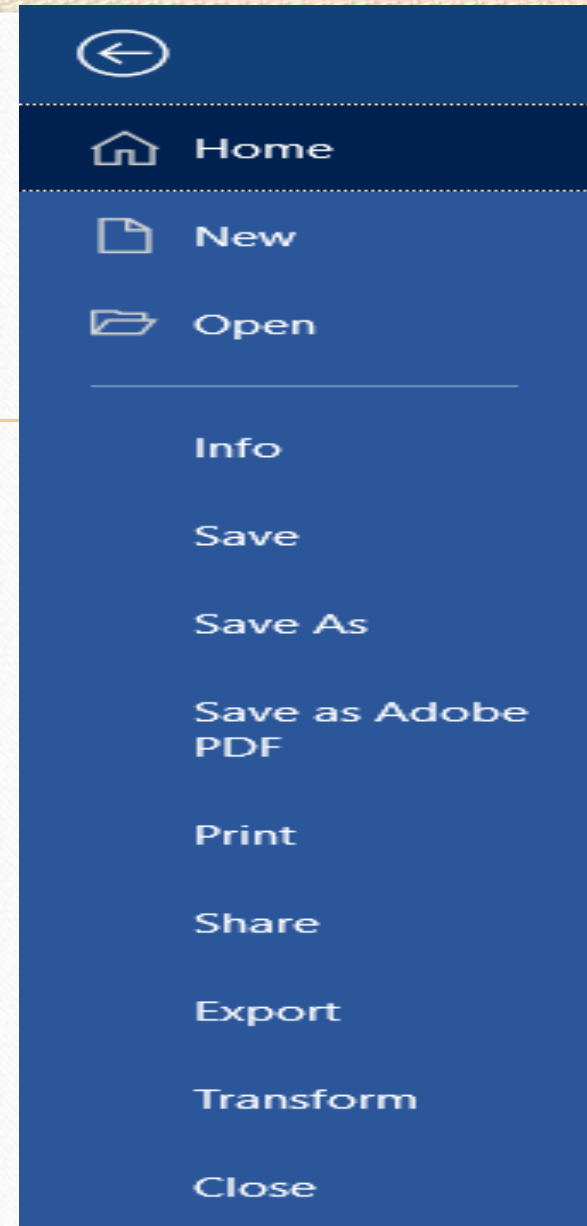 Home
New
Open
Info
Save
Save As
Save as Adobe
PDF
Print
Share
Export
Transform
Close